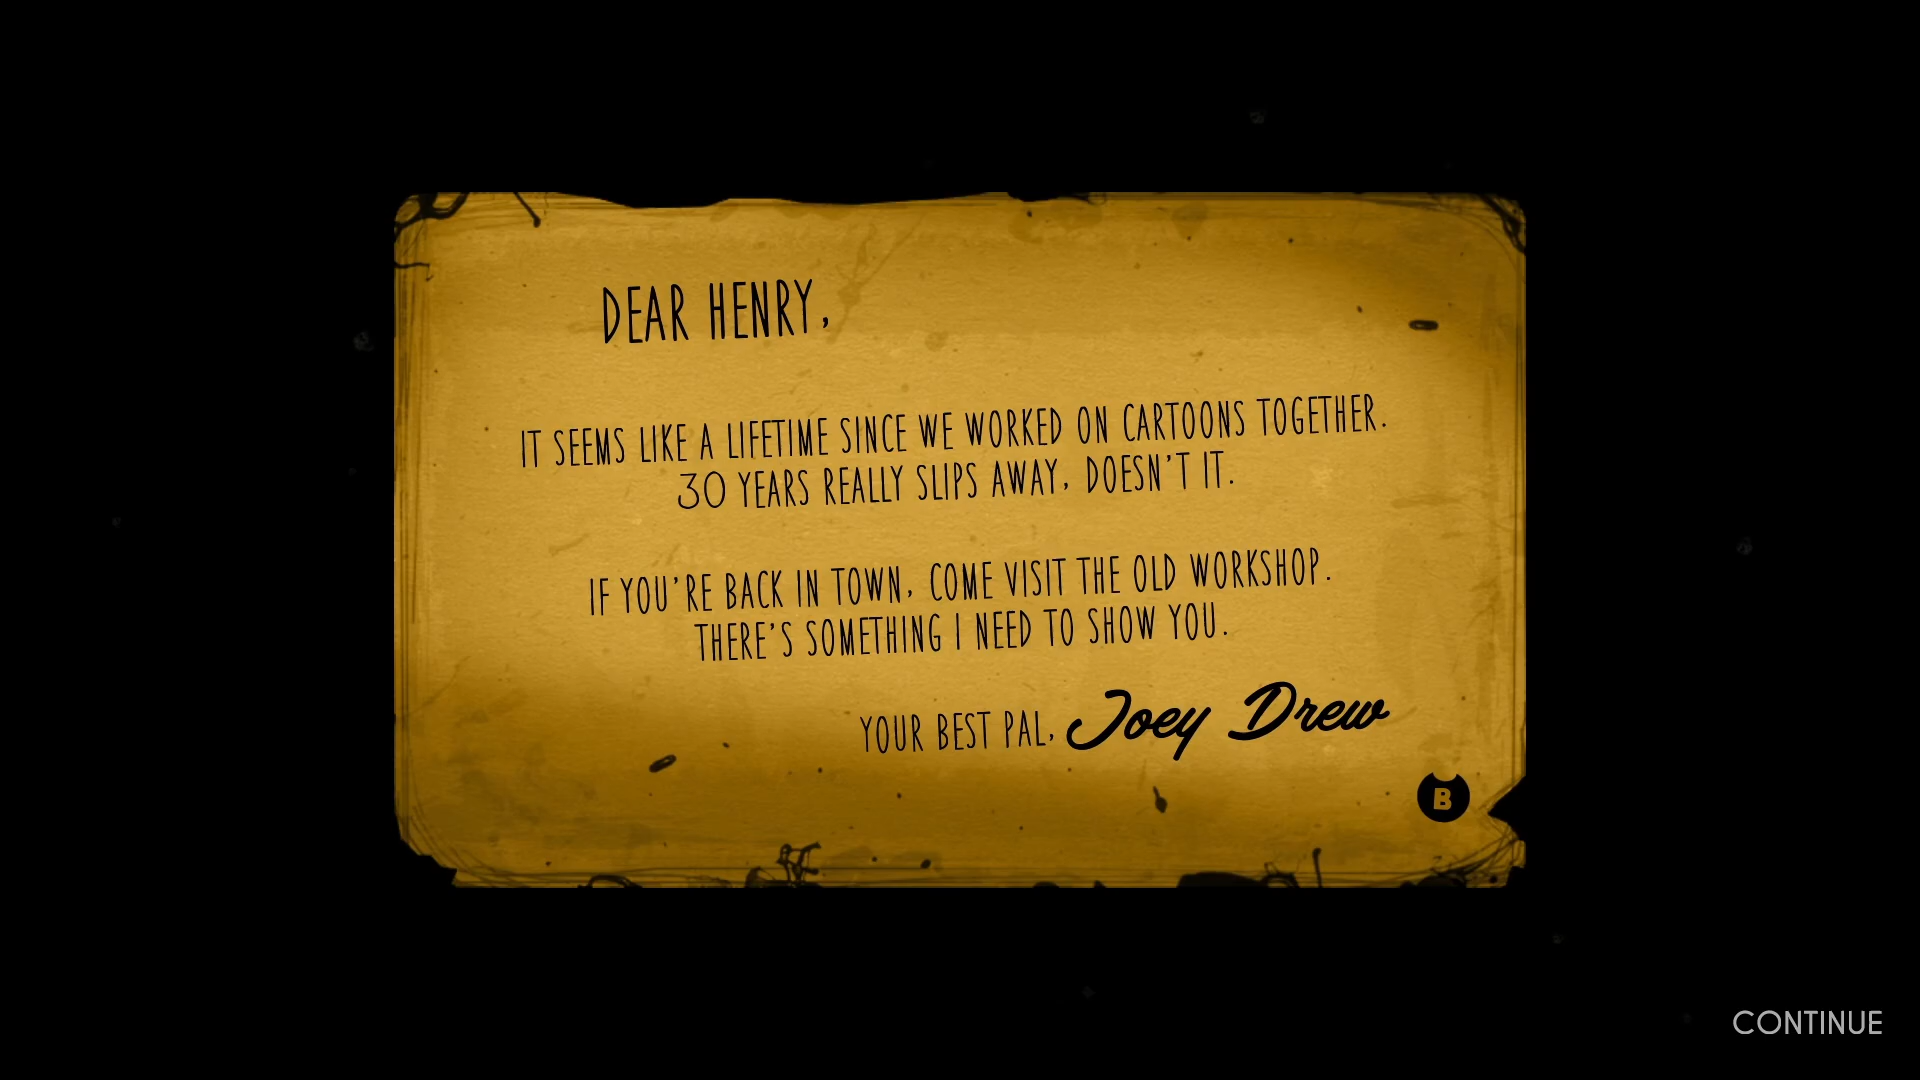 DEAR HENRY,
IT SEEMS LIKE A LIFETIME SINCE WE WORKED ON CARTOONS TOGETHER.
30 YEARS REALLY SLIPS AWAY, DOESN'T IT.
IF YOU'RE BACK IN TOWN, COME VISIT THE OLD WORKSHOP.
THERE'S SOMETHING I NEED TO SHOW YOU.
YOUR BEST PAL, Joey Drew
B
CONTINUE